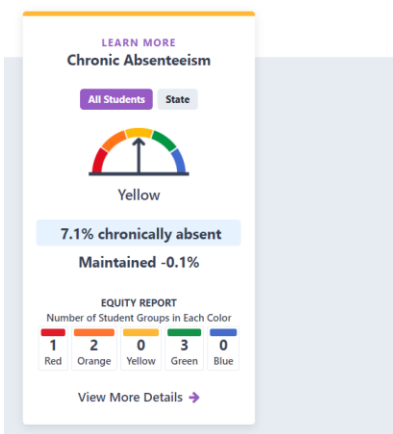 LEARN MORE
Chronic Absenteeism
All Students State
Yellow
7.1% chronically absent
Maintained -0.1%
EQUITY REPORT
Number of Student Groups in Each Color
1 2 0 3 0
Red Orange Yellow Green Blue
View More Details